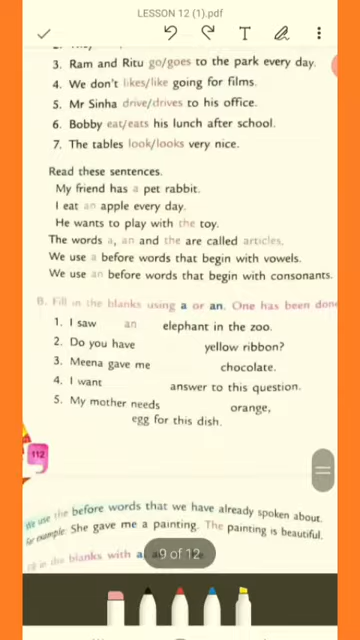 LESSON 12 (1).pdf
3. Ram and Ritu go/goes to the park every day.
4. We don't likes/like going for films.
5. Mr Sinha drive/drives to his office.
6. Bobby eat/eats his lunch after school.
7. The tables look/looks very nice.
Read these sentences.
My friend has a pet rabbit.
I eat an apple every day.
He wants to play with the toy.
The words a, an and the are called articles.
We use a before words that begin with vowels.
We use an before words that begin with consonants.
B. Fill in the blanks using a or an. One has been done
1. I saw an elephant in the zoo.
2. Do you have yellow ribbon?
3. Meena gave me chocolate.
4. I want answer to this question.
5. My mother needs orange,
egg for this dish.
112
We use the before words that we have already spoken about.
For example: She gave me a painting. The painting is beautiful.
in the blanks with a,
9 of 12